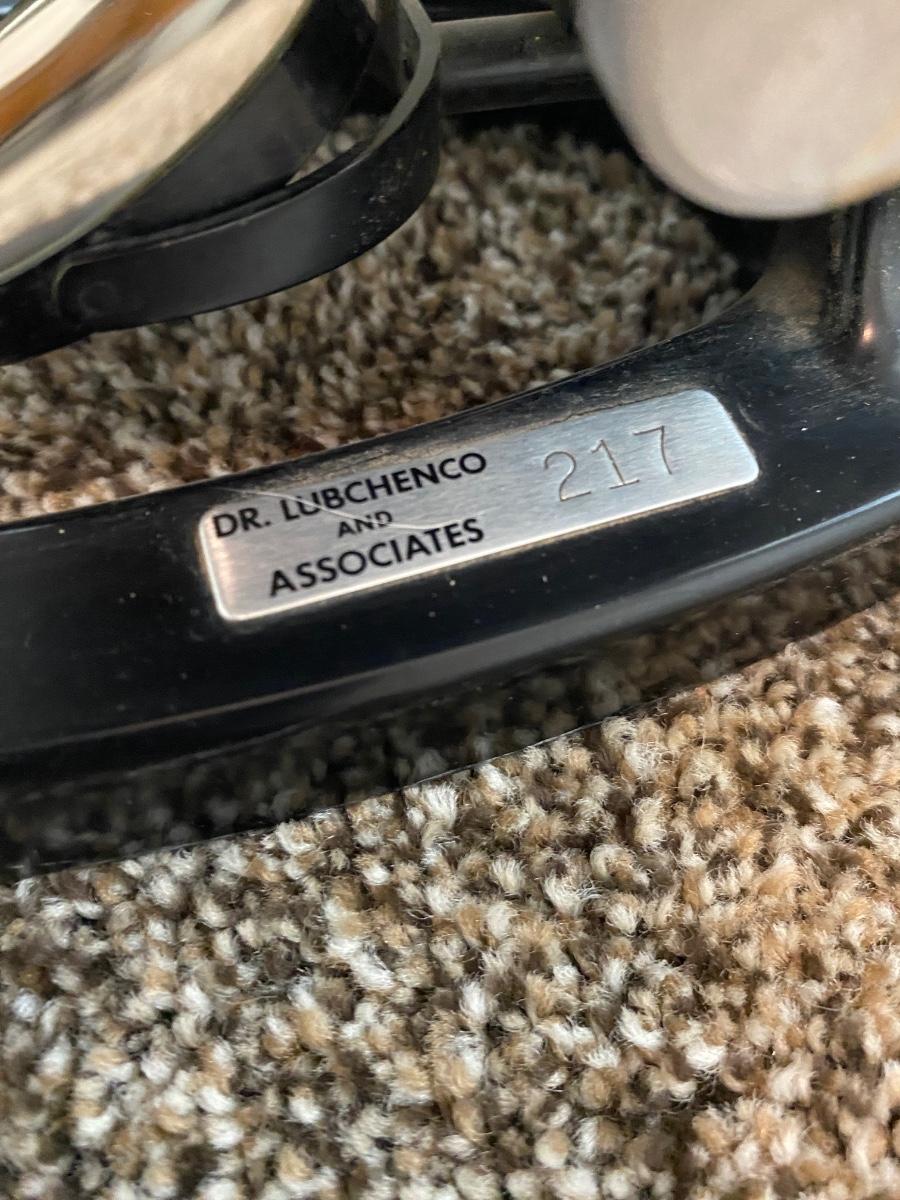 DR. LUBCHENCO
AND
ASSOCIATES
217